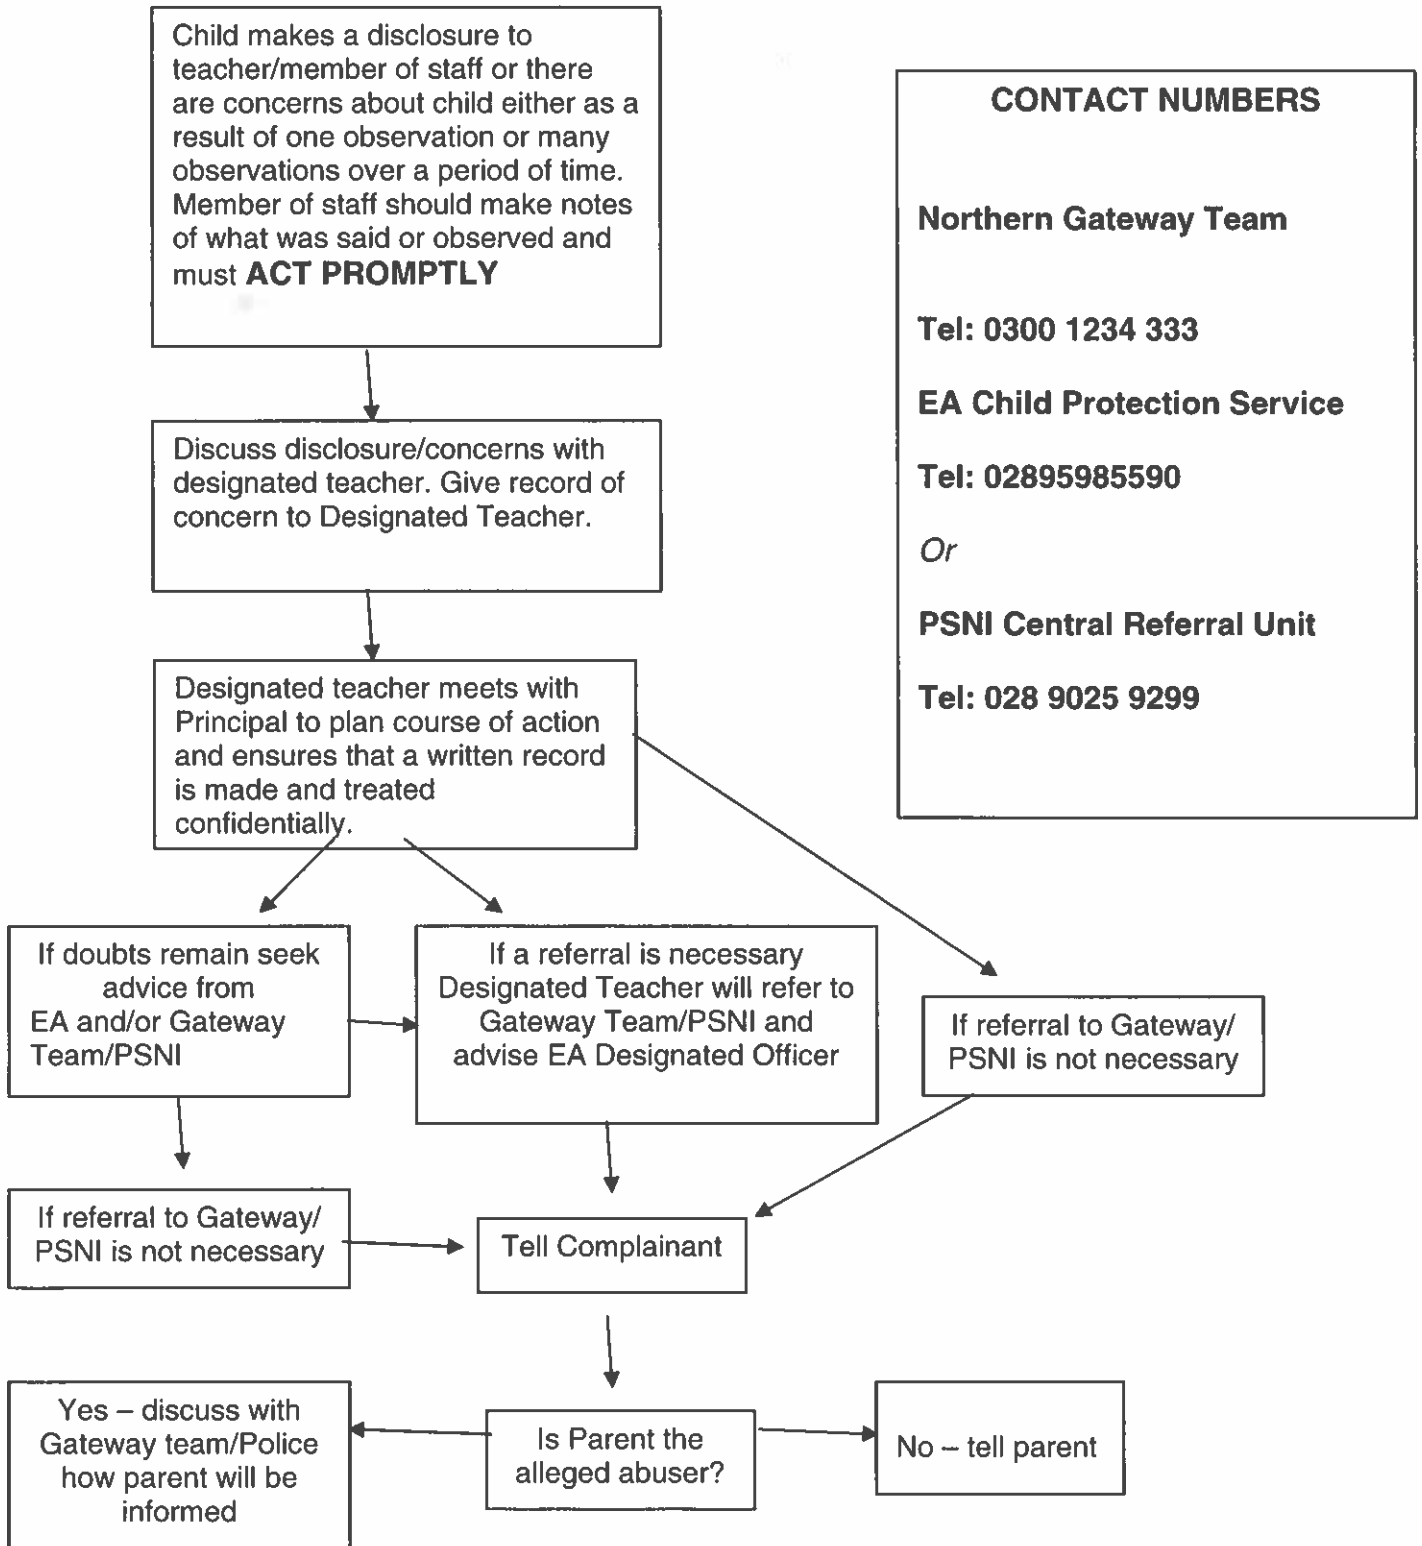 Child makes a disclosure to
teacher/member of staff or there
are concerns about child either as a
result of one observation or many
observations over a period of time.
Member of staff should make notes
of what was said or observed and
must ACT PROMPTLY
CONTACT NUMBERS
Northern Gateway Team
Tel: 0300 1234 333
EA Child Protection Service
Tel: 02895985590
Or
PSNI Central Referral Unit
Tel: 028 9025 9299
Discuss disclosure/concerns with
designated teacher. Give record of
concern to Designated Teacher.
Designated teacher meets with
Principal to plan course of action
and ensures that a written record
is made and treated
confidentially.
If doubts remain seek
advice from
EA and/or Gateway
Team/PSNI
If a referral is necessary
Designated Teacher will refer to
Gateway Team/PSNI and
advise EA Designated Officer
If referral to Gateway/
PSNI is not necessary
If referral to Gateway/
PSNI is not necessary
Tell Complainant
Yes – discuss with
Gateway team/Police
how parent will be
informed
Is Parent the
alleged abuser?
No – tell parent